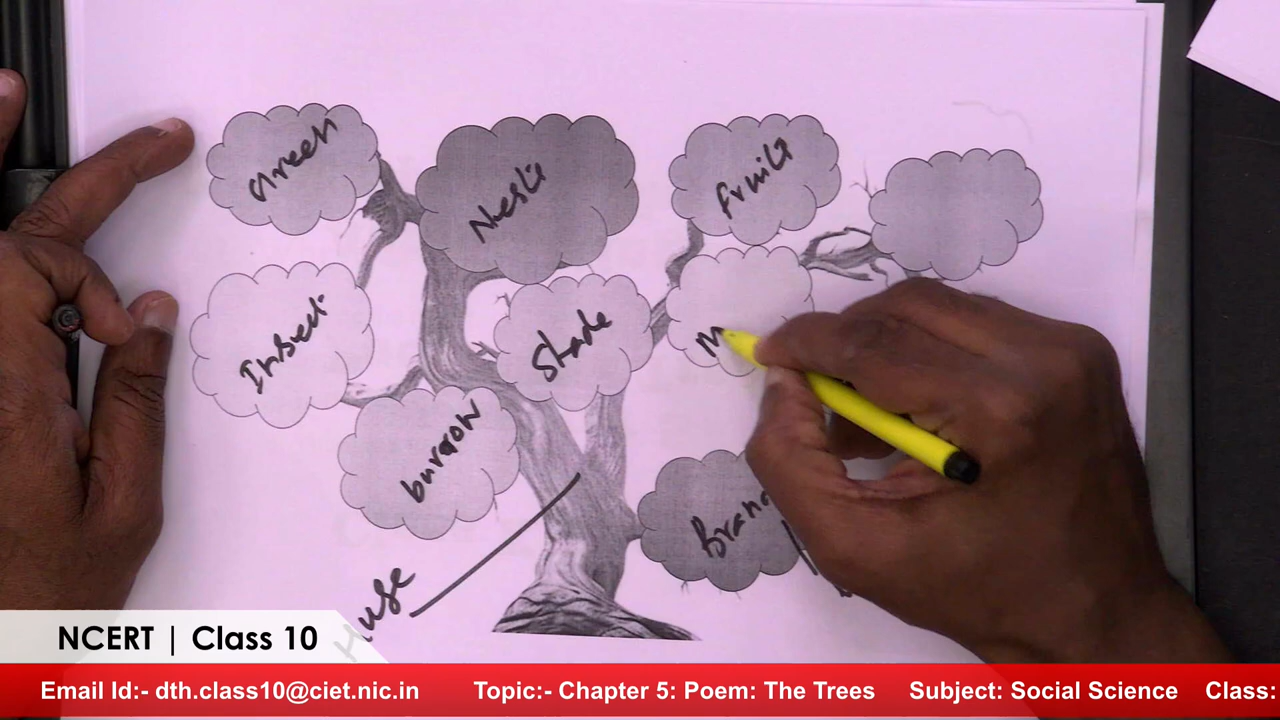 Green
Nests
Fruits
Insects
Shade
burrow
Huse
NCERT | Class 10
Email Id:- dth.class10@ciet.nic.in Topic:- Chapter 5: Poem: The Trees Subject: Social Science Class: